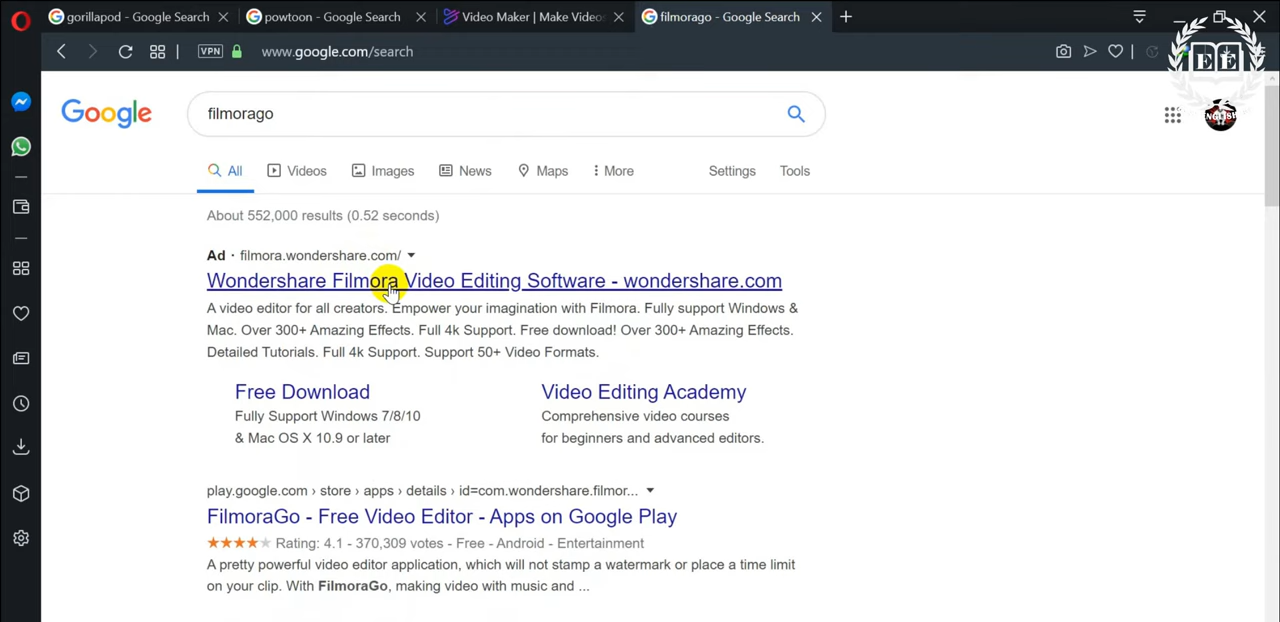 gorillapod - Google Search
powtoon - Google Search
Video Maker | Make Videos
filmorago - Google Search
VPN
www.google.com/search
EE
Google
filmorago
ENGLISH
All
Videos
Images
News
Maps
More
Settings
Tools
About 552,000 results (0.52 seconds)
Ad · filmora.wondershare.com/
Wondershare Filmora Video Editing Software - wondershare.com
A video editor for all creators. Empower your imagination with Filmora. Fully support Windows &
Mac. Over 300+ Amazing Effects. Full 4k Support. Free download! Over 300+ Amazing Effects.
Detailed Tutorials. Full 4k Support. Support 50+ Video Formats.
Free Download
Fully Support Windows 7/8/10
& Mac OS X 10.9 or later
Video Editing Academy
Comprehensive video courses
for beginners and advanced editors.
play.google.com › store › apps › details › id=com.wondershare.filmor...
FilmoraGo - Free Video Editor - Apps on Google Play
Rating: 4.1 - 370,309 votes - Free - Android - Entertainment
A pretty powerful video editor application, which will not stamp a watermark or place a time limit
on your clip. With FilmoraGo, making video with music and ...